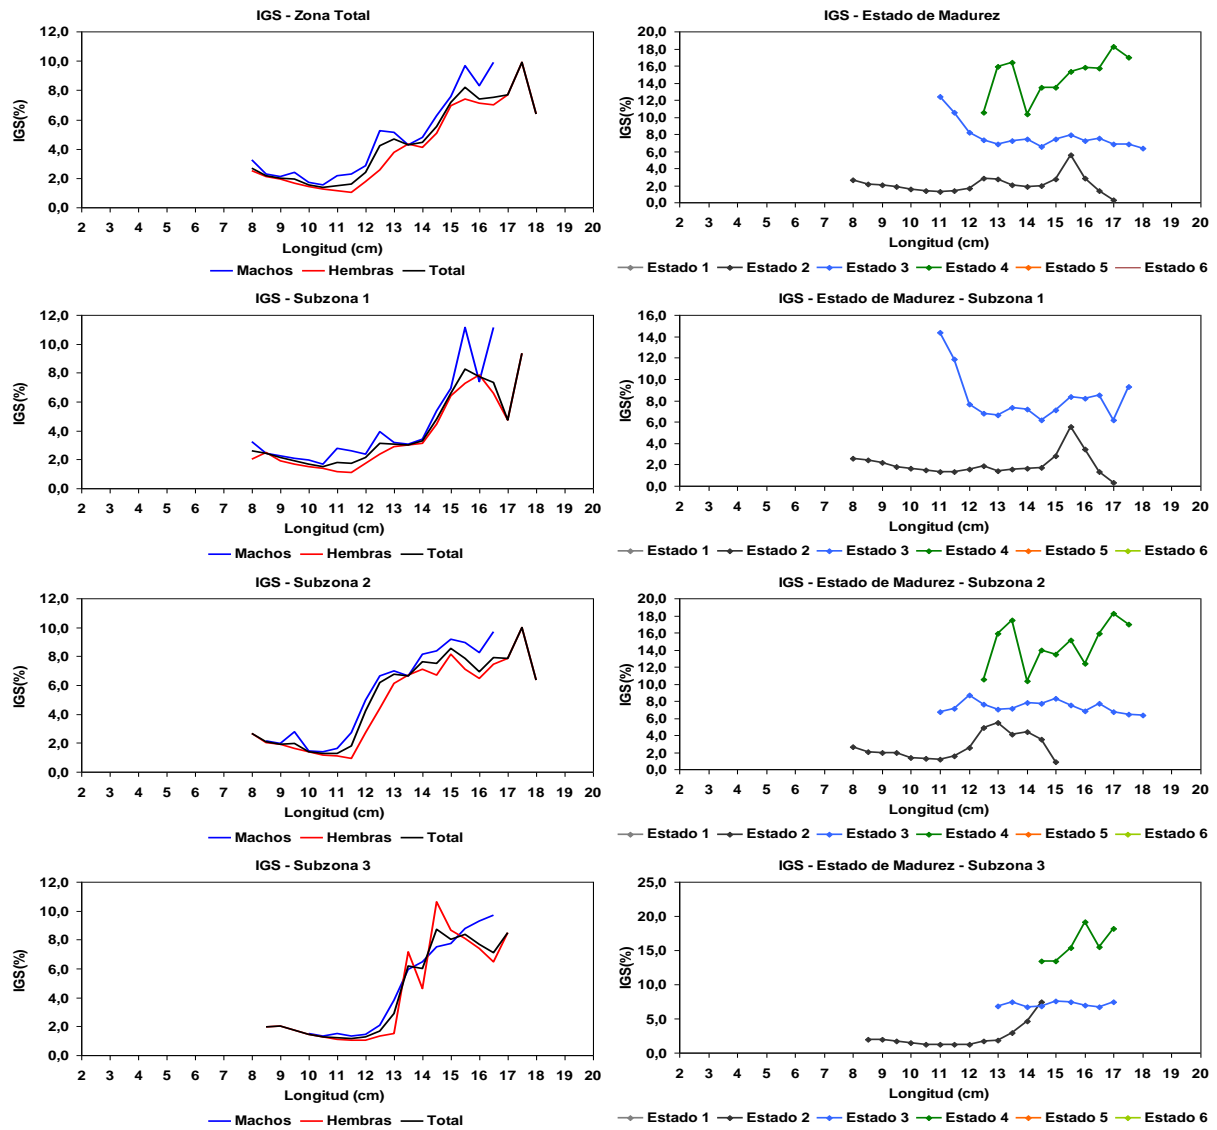 IGS - Zona Total
12,0
10,0
8,0
6,0
4,0
2,0
0,0
IGS(%)
2 3 4 5 6 7 8 9 10 11 12 13 14 15 16 17 18 19 20
Longitud (cm)
Machos Hembras Total
IGS - Estado de Madurez
20,0
18,0
16,0
14,0
12,0
10,0
8,0
6,0
4,0
2,0
0,0
IGS(%)
2 3 4 5 6 7 8 9 10 11 12 13 14 15 16 17 18 19 20
Longitud (cm)
Estado 1 Estado 2 Estado 3 Estado 4 Estado 5 Estado 6
IGS - Subzona 1
12,0
10,0
8,0
6,0
4,0
2,0
0,0
IGS(%)
2 3 4 5 6 7 8 9 10 11 12 13 14 15 16 17 18 19 20
Longitud (cm)
Machos Hembras Total
IGS - Estado de Madurez - Subzona 1
16,0
14,0
12,0
10,0
8,0
6,0
4,0
2,0
0,0
IGS(%)
2 3 4 5 6 7 8 9 10 11 12 13 14 15 16 17 18 19 20
Longitud (cm)
Estado 1 Estado 2 Estado 3 Estado 4 Estado 5 Estado 6
IGS - Subzona 2
12,0
10,0
8,0
6,0
4,0
2,0
0,0
IGS(%)
2 3 4 5 6 7 8 9 10 11 12 13 14 15 16 17 18 19 20
Longitud (cm)
Machos Hembras Total
IGS - Estado de Madurez - Subzona 2
20,0
18,0
16,0
14,0
12,0
10,0
8,0
6,0
4,0
2,0
0,0
IGS(%)
2 3 4 5 6 7 8 9 10 11 12 13 14 15 16 17 18 19 20
Longitud (cm)
Estado 1 Estado 2 Estado 3 Estado 4 Estado 5 Estado 6
IGS - Subzona 3
12,0
10,0
8,0
6,0
4,0
2,0
0,0
IGS(%)
2 3 4 5 6 7 8 9 10 11 12 13 14 15 16 17 18 19 20
Longitud (cm)
Machos Hembras Total
IGS - Estado de Madurez - Subzona 3
25,0
20,0
15,0
10,0
5,0
0,0
IGS(%)
2 3 4 5 6 7 8 9 10 11 12 13 14 15 16 17 18 19 20
Longitud (cm)
Estado 1 Estado 2 Estado 3 Estado 4 Estado 5 Estado 6